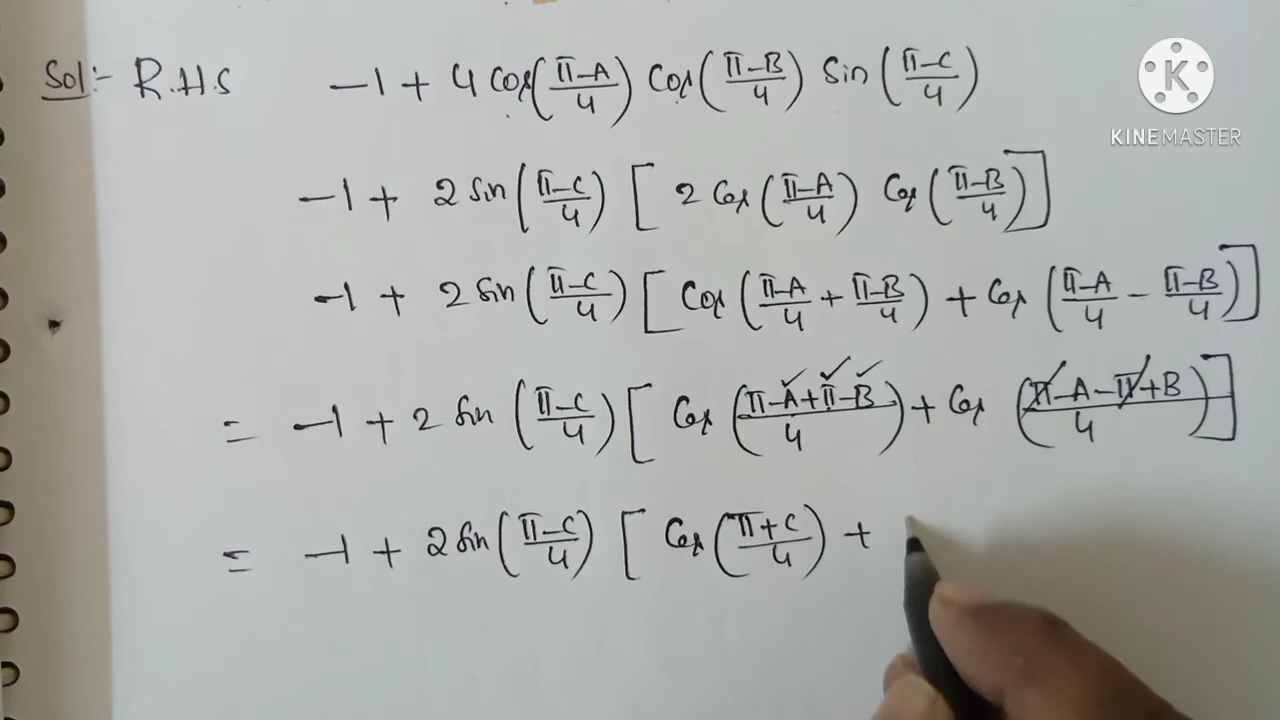 Sol:- R.H.S -1 + 4 Cos((π-A)/4) Cos((π-B)/4) Sin((π-C)/4)
KINEMASTER
-1 + 2 Sin((π-C)/4) [ 2 Cos((π-A)/4) Cos((π-B)/4) ]
-1 + 2 Sin((π-C)/4) [ Cos((π-A)/4 + (π-B)/4) + Cos((π-A)/4 - (π-B)/4) ]
= -1 + 2 Sin((π-C)/4) [ Cos((π-A+π-B)/4) + Cos((π-A-π+B)/4) ]
= -1 + 2 Sin((π-C)/4) [ Cos((π+C)/4) +